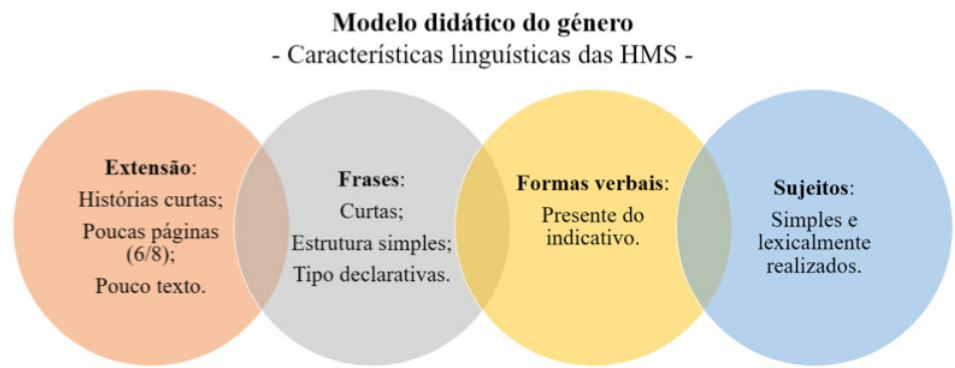 Modelo didático do género
- Características linguísticas das HMS -
Extensão:
Histórias curtas;
Poucas páginas
(6/8);
Pouco texto.
Frases:
Curtas;
Estrutura simples;
Tipo declarativas.
Formas verbais:
Presente do
indicativo.
Sujeitos:
Simples e
lexicalmente
realizados.